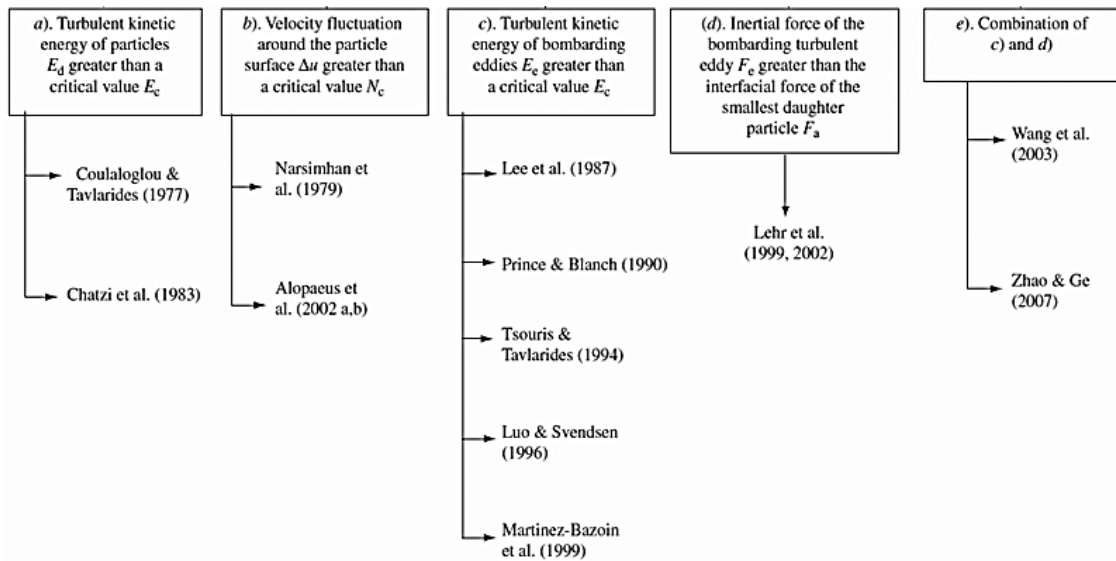 a). Turbulent kinetic
energy of particles
Ed greater than a
critical value Ec
Coulaloglou &
Tavlarides (1977)
Chatzi et al. (1983)
b). Velocity fluctuation
around the particle
surface Δu greater than
a critical value Nc
Narsimhan et
al. (1979)
Alopaeus et
al. (2002 a,b)
c). Turbulent kinetic
energy of bombarding
eddies Ee greater than
a critical value Ec
Lee et al. (1987)
Prince & Blanch (1990)
Tsouris &
Tavlarides (1994)
Luo & Svendsen
(1996)
Martinez-Bazoin
et al. (1999)
(d). Inertial force of the
bombarding turbulent
eddy Fe greater than the
interfacial force of the
smallest daughter
particle Fa
Lehr et al.
(1999, 2002)
e). Combination of
c) and d)
Wang et al.
(2003)
Zhao & Ge
(2007)